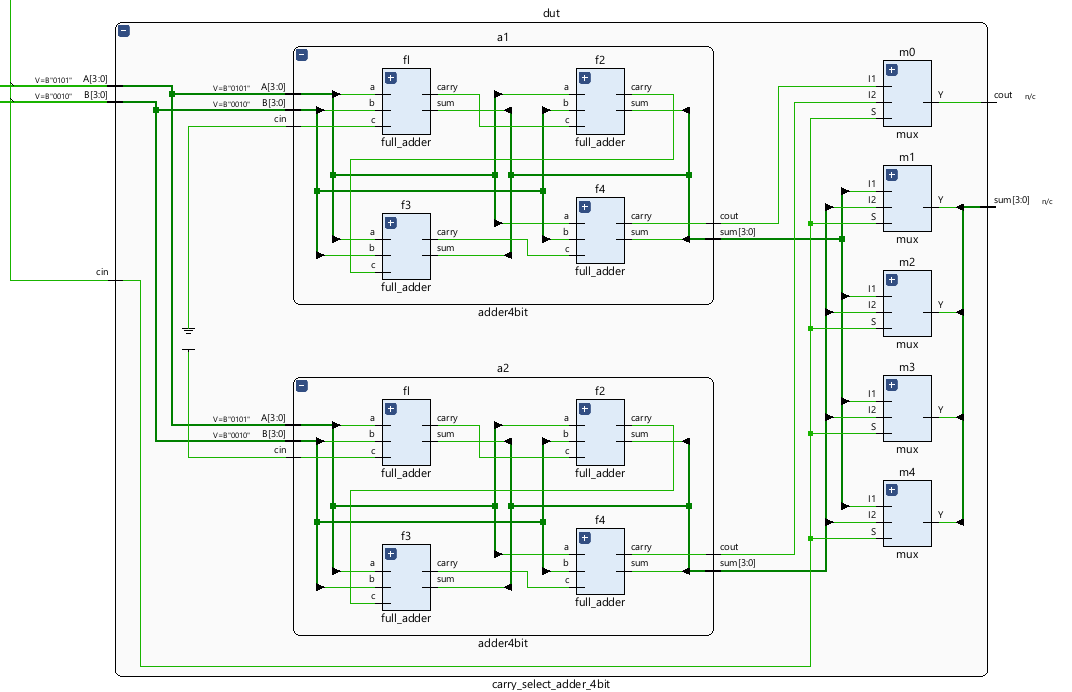 dut
a1
V=B"0101" A[3:0]
V=B"0010" B[3:0]
V=B"0101" A[3:0]
V=B"0010" B[3:0]
cin
f1
a
b
c
carry
sum
full_adder
f2
a
b
c
carry
sum
full_adder
f3
a
b
c
carry
sum
full_adder
f4
a
b
c
carry
sum
full_adder
cout
sum[3:0]
adder4bit
cin
a2
V=B"0101" A[3:0]
V=B"0010" B[3:0]
cin
f1
a
b
c
carry
sum
full_adder
f2
a
b
c
carry
sum
full_adder
f3
a
b
c
carry
sum
full_adder
f4
a
b
c
carry
sum
full_adder
cout
sum[3:0]
adder4bit
m0
I1
I2
S
Y
mux
cout n/c
m1
I1
I2
S
Y
mux
sum[3:0] n/c
m2
I1
I2
S
Y
mux
m3
I1
I2
S
Y
mux
m4
I1
I2
S
Y
mux
carry_select_adder_4bit